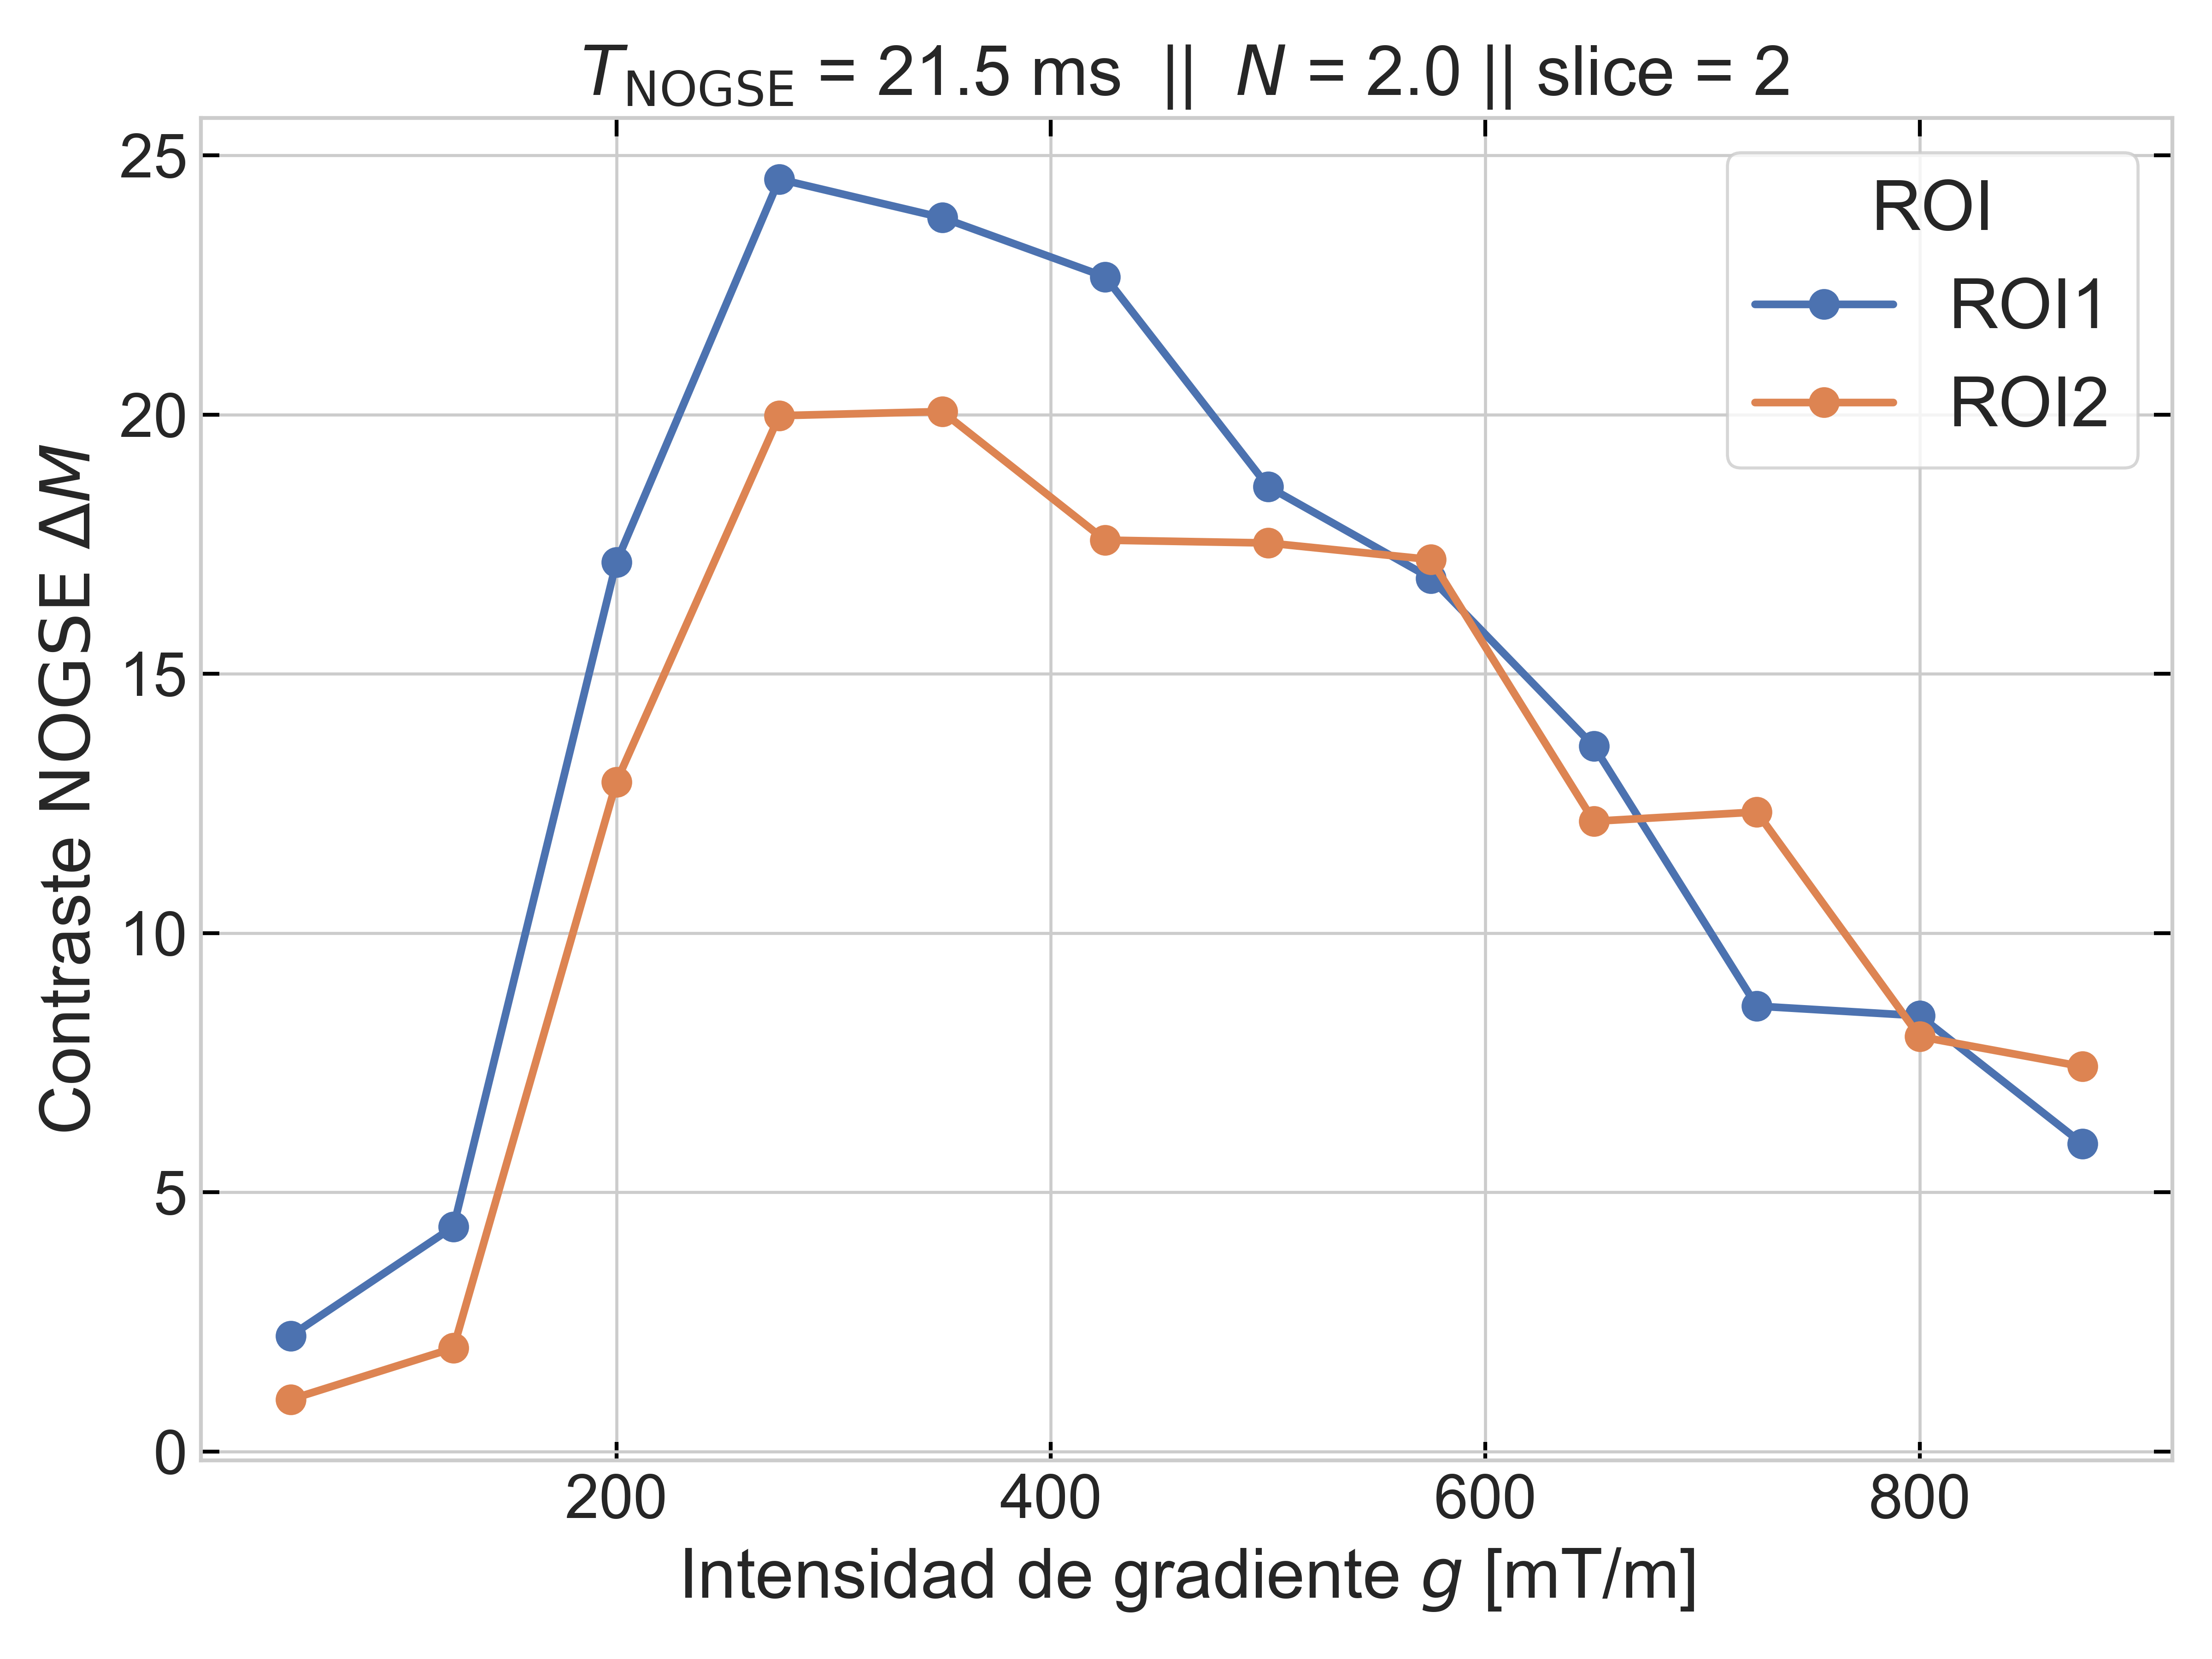 T_NOGSE = 21.5 ms || N = 2.0 || slice = 2
Contraste NOGSE ΔM
25
20
15
10
5
0
ROI
ROI1
ROI2
200 400 600 800
Intensidad de gradiente g [mT/m]